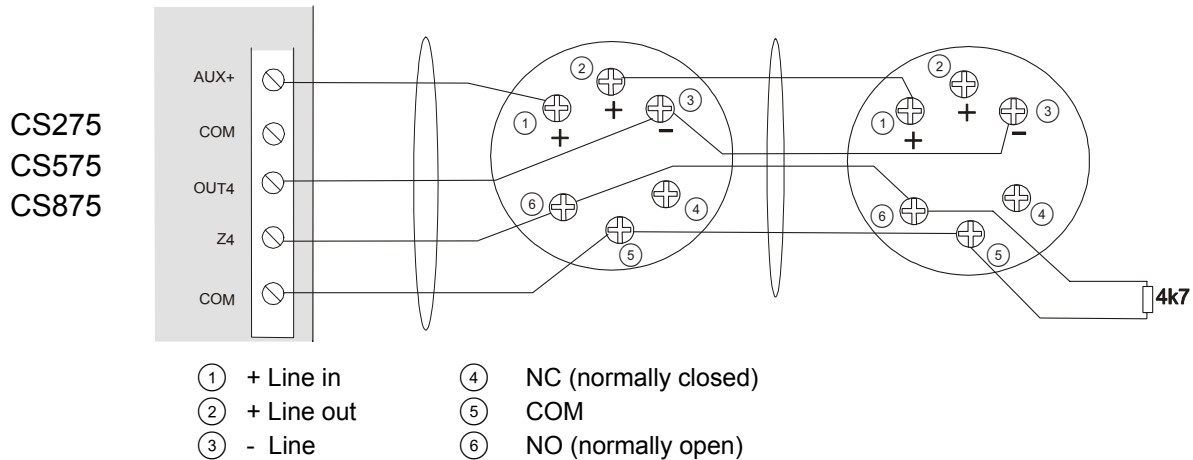 CS275
CS575
CS875
AUX+
COM
OUT4
Z4
COM
1 + 2 + 3 -
6 4
5
1 + 2 + 3 -
6 4
5
4k7
1 + Line in 4 NC (normally closed)
2 + Line out 5 COM
3 - Line 6 NO (normally open)